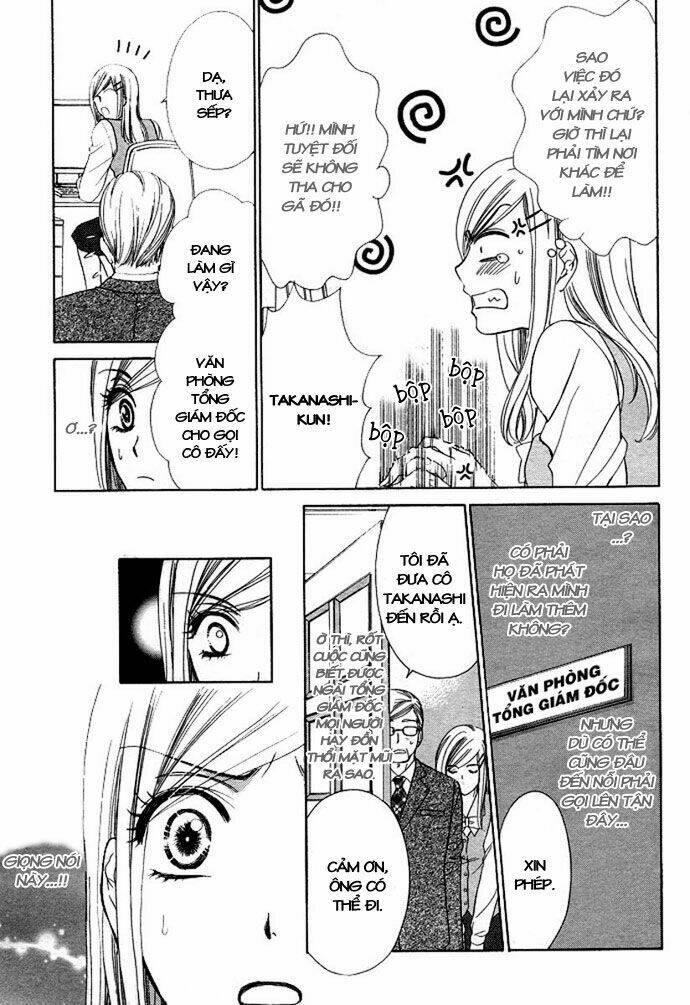 SAO
VIỆC ĐÓ
LẠI XẢY RA
VỚI MÌNH CHỨ?
GIỜ THÌ LẠI
PHẢI TÌM NƠI
KHÁC ĐỂ
LÀM!!
HỨ!! MÌNH
TUYỆT ĐỐI
SẼ KHÔNG
THA CHO
GÃ ĐÓ!!
BỘP
BỘP
BỘP
BỘP
TAKANASHI-
KUN!
DẠ,
THƯA
SẾP?
ĐANG
LÀM GÌ
VẬY?
VĂN
PHÒNG
TỔNG
GIÁM ĐỐC
CHO GỌI
CÔ ĐẤY!
Ơ...?
TẠI SAO
...?
CÓ PHẢI
HỌ ĐÃ PHÁT
HIỆN RA MÌNH
ĐI LÀM THÊM
KHÔNG?
VĂN PHÒNG
TỔNG GIÁM ĐỐC
NHƯNG
DÙ CÓ THẾ
CŨNG ĐÂU
ĐẾN NỖI PHẢI
GỌI LÊN TẬN
ĐÂY...
XIN
PHÉP.
TÔI ĐÃ
ĐƯA CÔ
TAKANASHI
ĐẾN RỒI Ạ.
Ờ THÌ, RỐT
CUỘC CŨNG
BIẾT ĐƯỢC
NGÀI TỔNG
GIÁM ĐỐC
MỌI NGƯỜI
HAY ĐỒN
THỔI MẶT MŨI
RA SAO.
CẢM ƠN,
ÔNG CÓ
THỂ ĐI.
GIỌNG NÓI
NÀY...!!